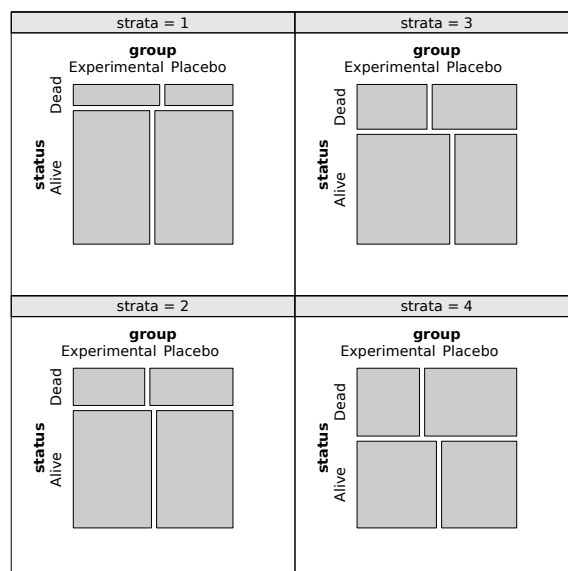 strata = 1
group
Experimental Placebo
status
Dead
Alive
strata = 3
group
Experimental Placebo
status
Dead
Alive
strata = 2
group
Experimental Placebo
status
Dead
Alive
strata = 4
group
Experimental Placebo
status
Dead
Alive